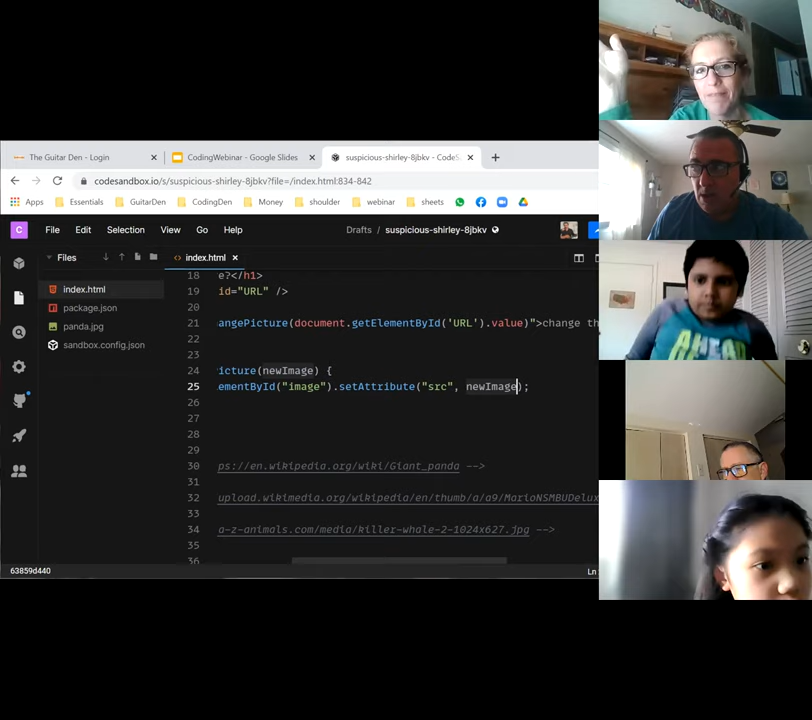 The Guitar Den - Login
CodingWebinar - Google Slides
suspicious-shirley-8jbkv - CodeS
codesandbox.io/s/suspicious-shirley-8jbkv?file=/index.html:834-842
Apps Essentials GuitarDen CodingDen Money shoulder webinar sheets
C File Edit Selection View Go Help Drafts / suspicious-shirley-8jbkv
Files
index.html
index.html
package.json
panda.jpg
sandbox.config.json
18 e?</h1>
19 id="URL" />
20
21 angePicture(document.getElementById('URL').value)">change th
22
23
24 icture(newImage) {
25 ementById("image").setAttribute("src", newImage);
26
27
28
29
30 ps://en.wikipedia.org/wiki/Giant_panda -->
31
32 upload.wikimedia.org/wikipedia/en/thumb/a/a9/MarioNSMBUDelux
33
34 a-z-animals.com/media/killer-whale-2-1024x627.jpg -->
35
36
63859d440
Ln